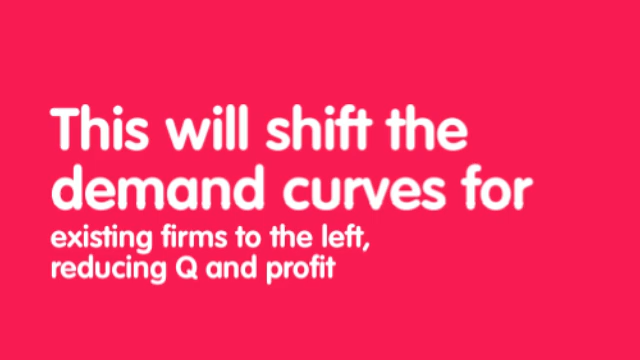 This will shift the
demand curves for
existing firms to the left,
reducing Q and profit